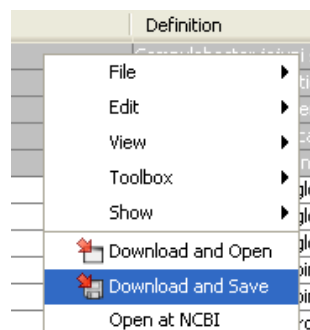 Definition
File
Edit
View
Toolbox
Show
Download and Open
Download and Save
Open at NCBI